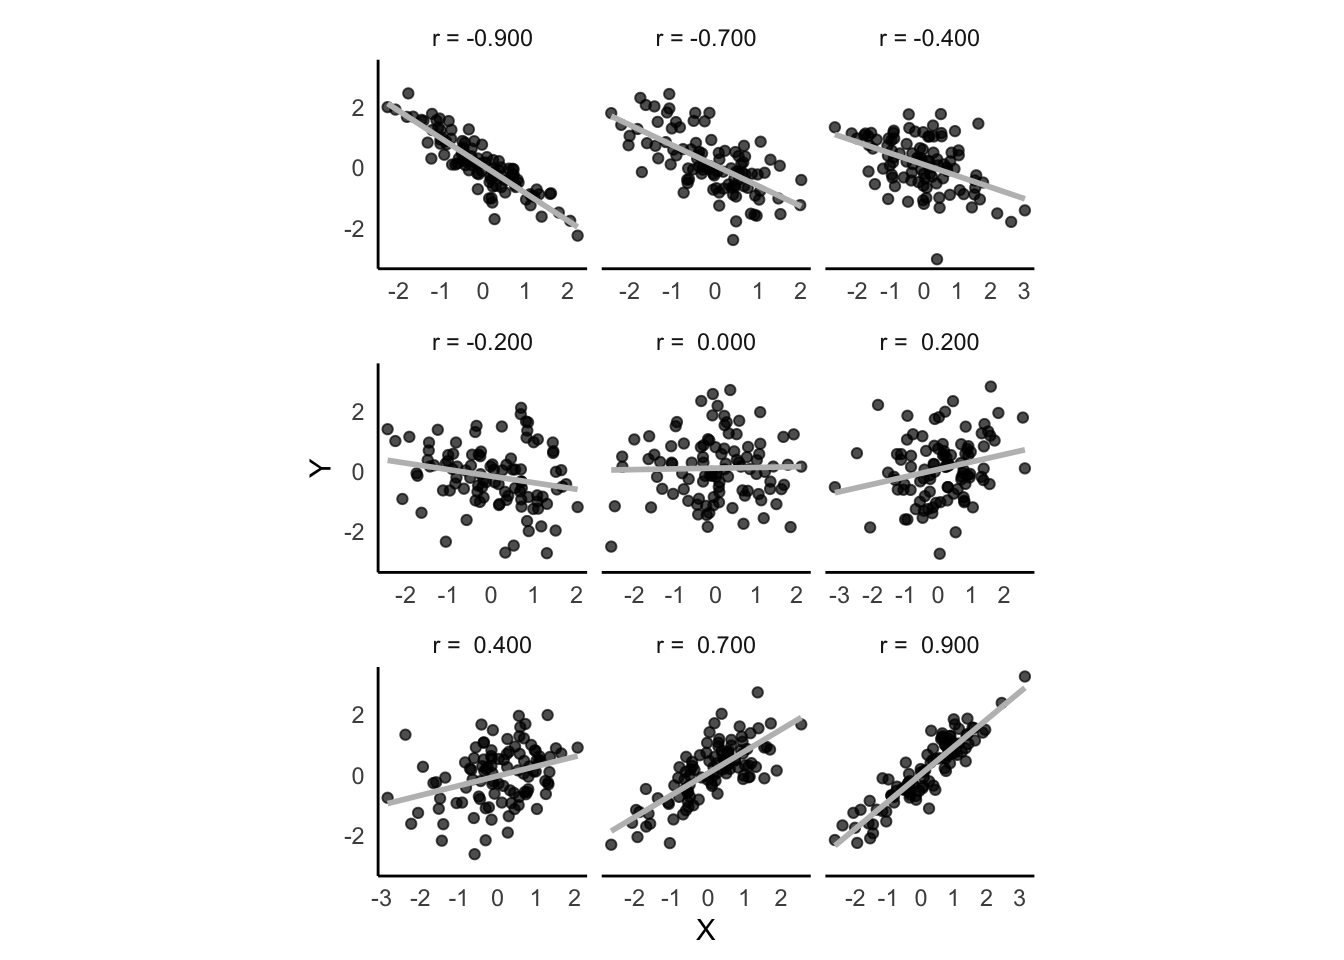 r = -0.900 r = -0.700 r = -0.400
2
0
-2
-2 -1 0 1 2 -2 -1 0 1 2 -2 -1 0 1 2 3
r = -0.200 r =  0.000 r =  0.200
2
Y
0
-2
-2 -1 0 1 2 -2 -1 0 1 2 -3 -2 -1 0 1 2
r =  0.400 r =  0.700 r =  0.900
2
0
-2
-3 -2 -1 0 1 2 -2 -1 0 1 2 -2 -1 0 1 2 3
X